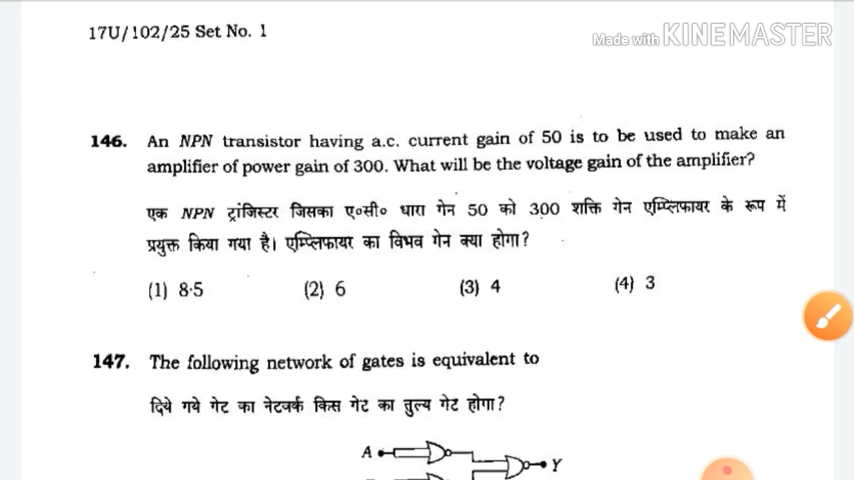 17U/102/25 Set No. 1
Made with KINEMASTER
146. An NPN transistor having a.c. current gain of 50 is to be used to make an
amplifier of power gain of 300. What will be the voltage gain of the amplifier?
एक NPN ट्रांजिस्टर जिसका ए०सी० धारा गेन 50 को 300 शक्ति गेन एम्प्लिफायर के रूप में
प्रयुक्त किया गया है। एम्प्लिफायर का विभव गेन क्या होगा?
(1) 8·5 (2) 6 (3) 4 (4) 3
147. The following network of gates is equivalent to
दिये गये गेट का नेटवर्क किस गेट का तुल्य गेट होगा?
A
Y